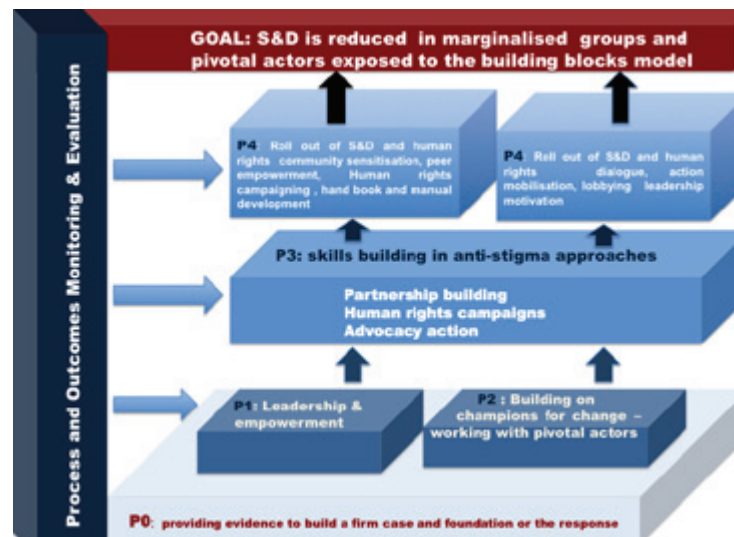 GOAL: S&D is reduced in marginalised groups and
pivotal actors exposed to the building blocks model
Process and Outcomes Monitoring & Evaluation
P4: Roll out of S&D and human
rights community sensitisation, peer
empowerment, Human rights
campaigning , hand book and manual
development
P4: Roll out of S&D and human
rights dialogue, action
mobilisation, lobbying leadership
motivation
P3: skills building in anti-stigma approaches
Partnership building
Human rights campaigns
Advocacy action
P1: Leadership &
empowerment
P2 : Building on
champions for change –
working with pivotal actors
P0: providing evidence to build a firm case and foundation or the response